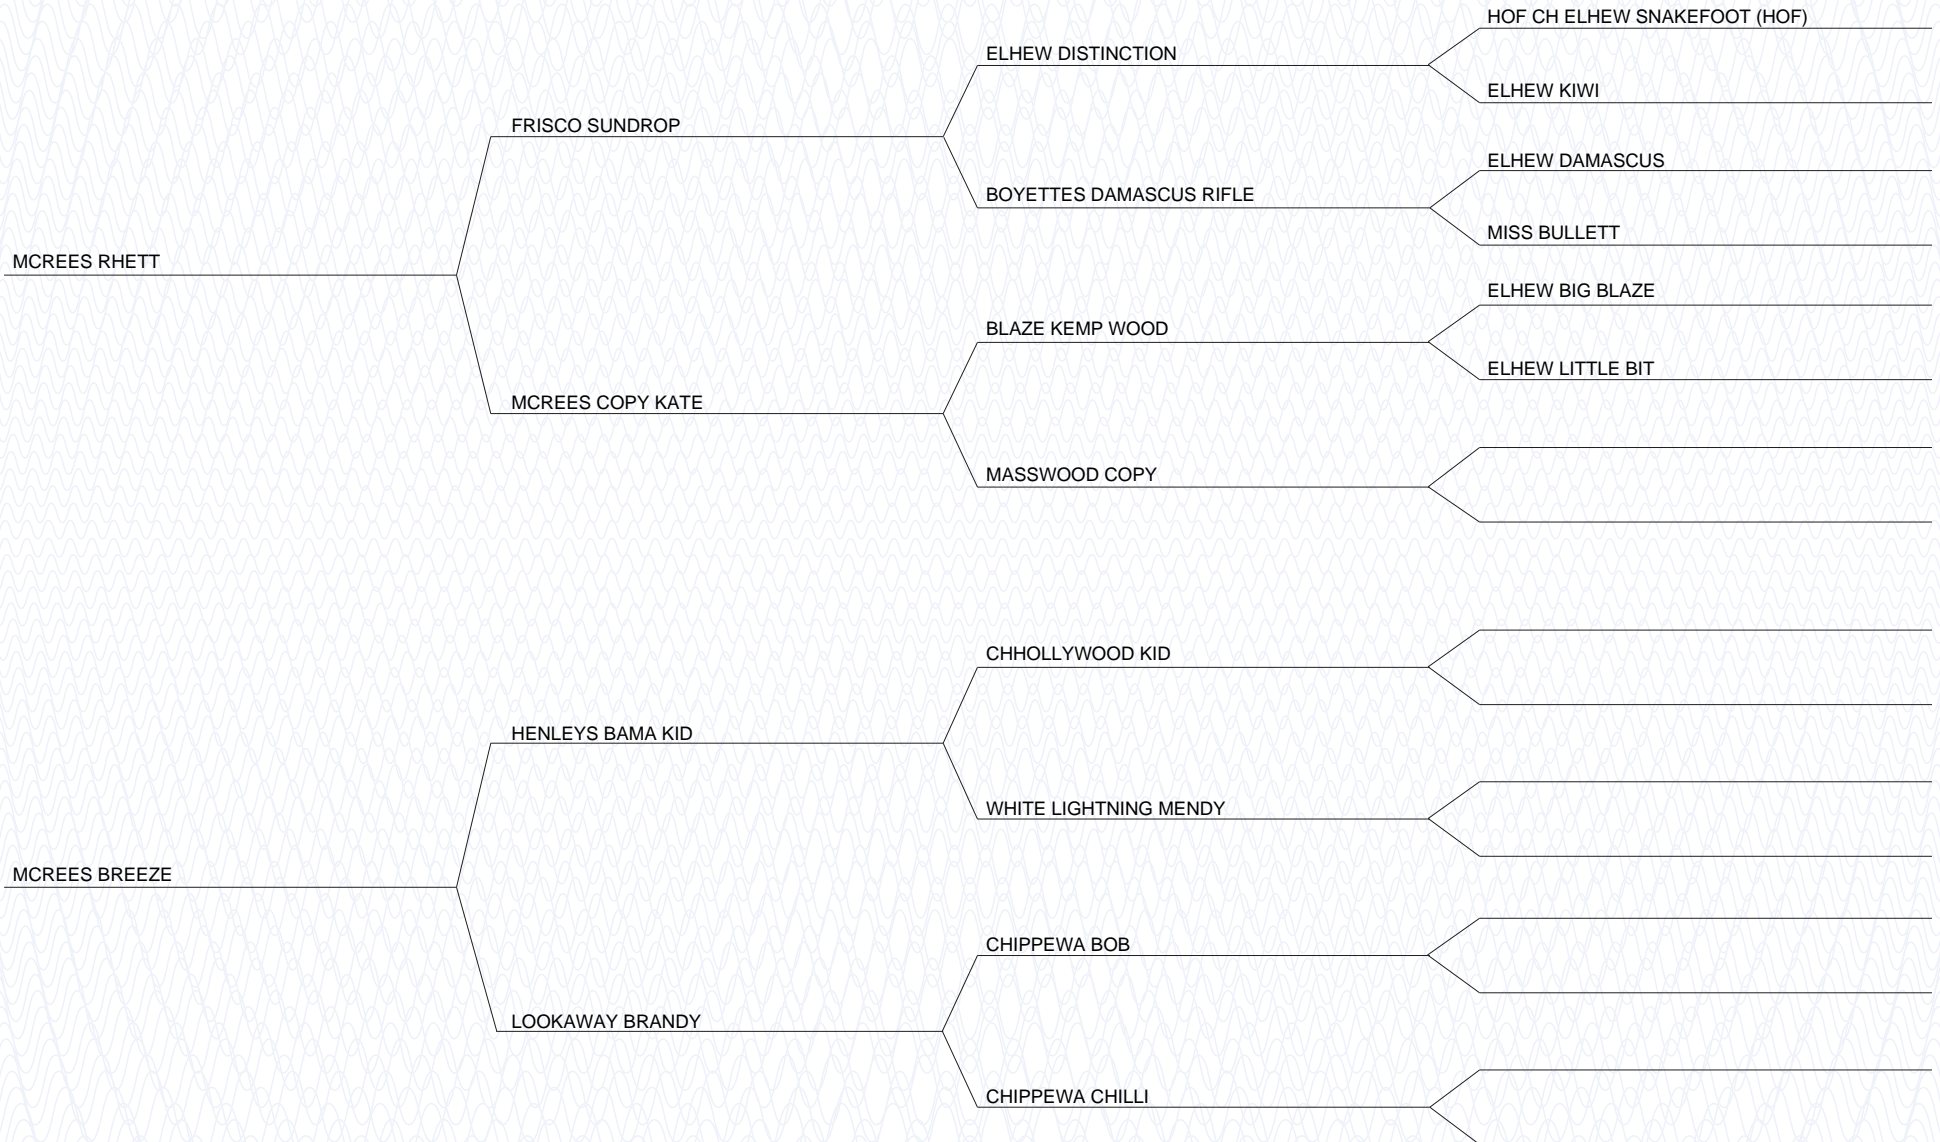 HOF CH ELHEW SNAKEFOOT (HOF)
ELHEW DISTINCTION
ELHEW KIWI
FRISCO SUNDROP
ELHEW DAMASCUS
BOYETTES DAMASCUS RIFLE
MISS BULLETT
MCREES RHETT
ELHEW BIG BLAZE
BLAZE KEMP WOOD
ELHEW LITTLE BIT
MCREES COPY KATE
MASSWOOD COPY
CHHOLLYWOOD KID
HENLEYS BAMA KID
WHITE LIGHTNING MENDY
MCREES BREEZE
CHIPPEWA BOB
LOOKAWAY BRANDY
CHIPPEWA CHILLI